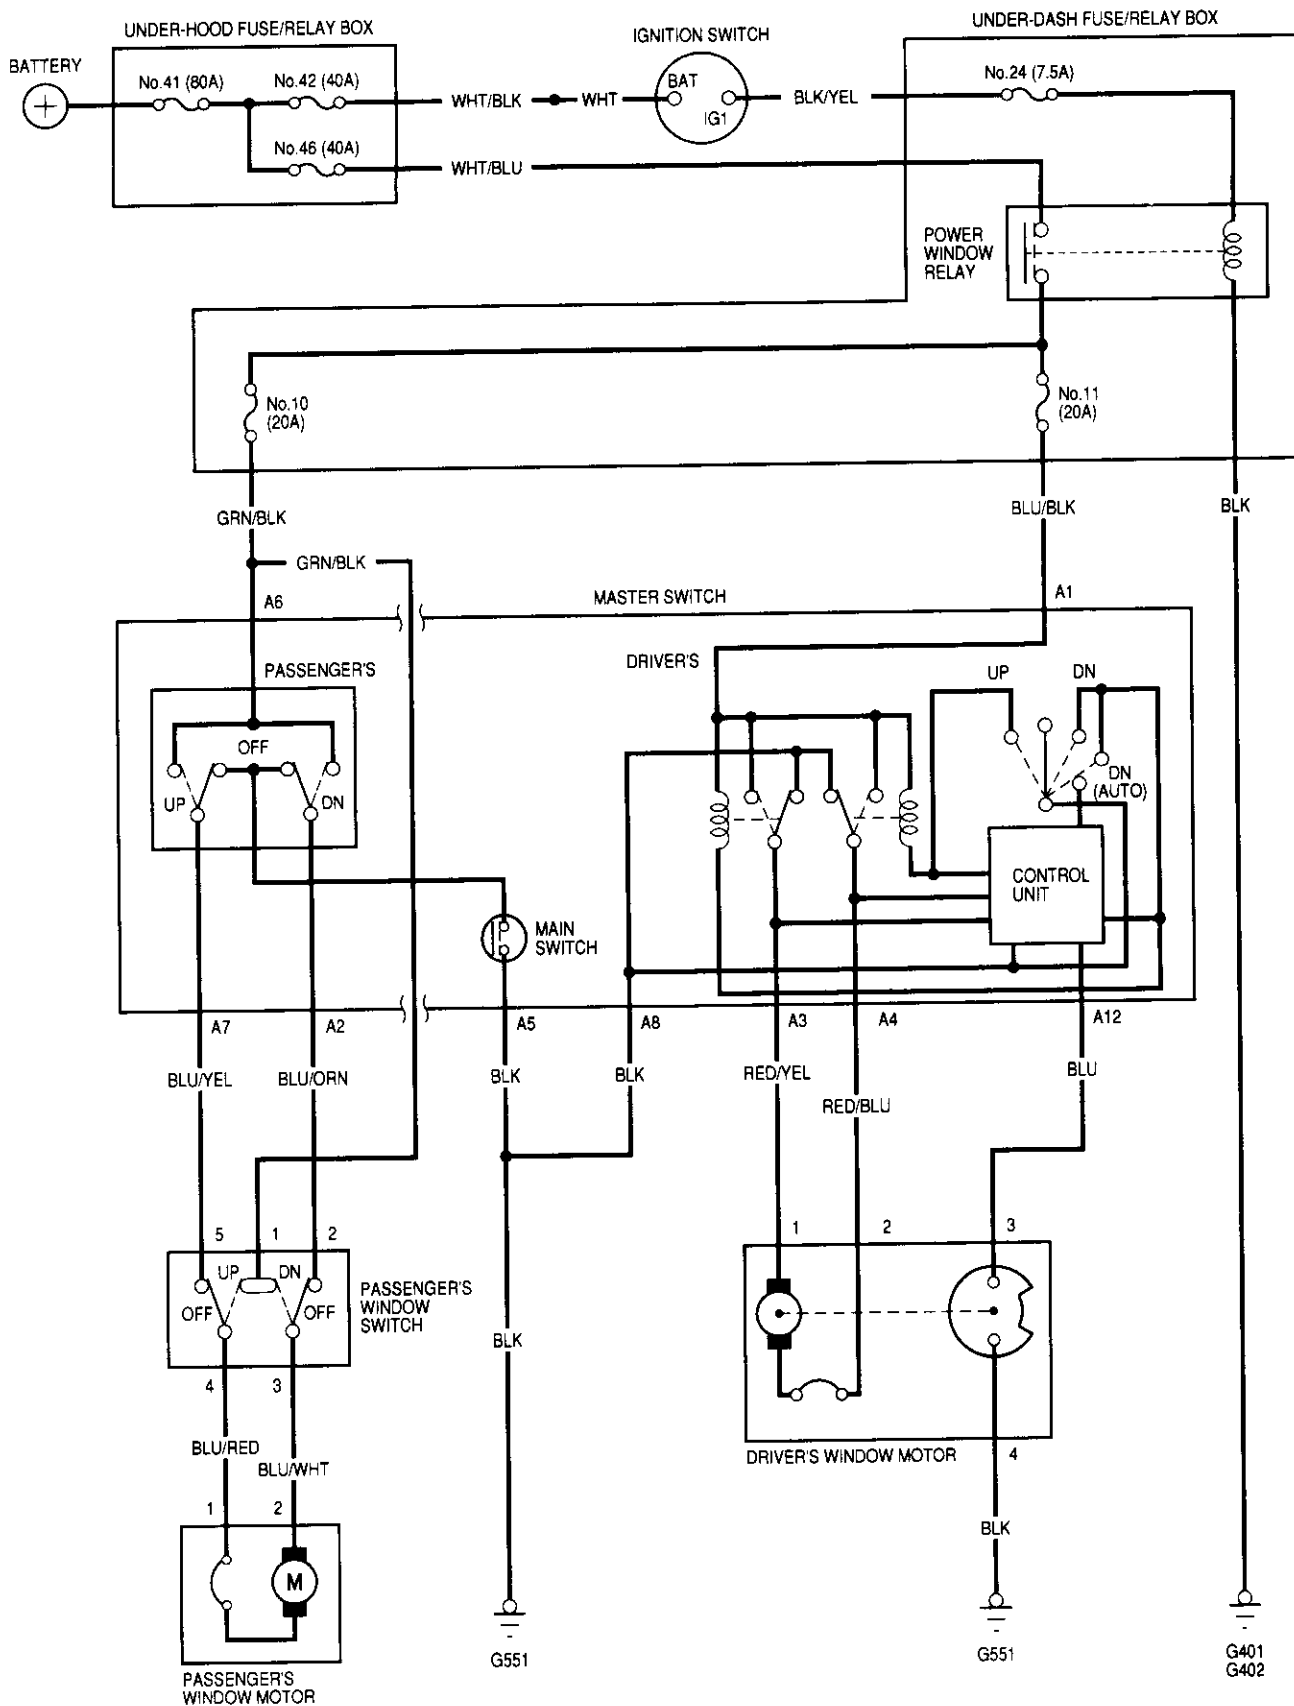 UNDER-HOOD FUSE/RELAY BOX
IGNITION SWITCH
UNDER-DASH FUSE/RELAY BOX
BATTERY
No.41 (80A)
No.42 (40A)
WHT/BLK
WHT
BAT
IG1
BLK/YEL
No.24 (7.5A)
No.46 (40A)
WHT/BLU
POWER
WINDOW
RELAY
No.10
(20A)
No.11
(20A)
GRN/BLK
BLU/BLK
BLK
GRN/BLK
A6
MASTER SWITCH
A1
PASSENGER'S
DRIVER'S
UP
DN
OFF
UP
DN
DN
(AUTO)
CONTROL
UNIT
MAIN
SWITCH
A7
A2
A5
A8
A3
A4
A12
BLU/YEL
BLU/ORN
BLK
BLK
RED/YEL
BLU
RED/BLU
5
1
2
1
2
3
UP
DN
OFF
OFF
PASSENGER'S
WINDOW
SWITCH
BLK
4
3
BLU/RED
BLU/WHT
DRIVER'S WINDOW MOTOR
4
1
2
BLK
M
G551
G551
G401
G402
PASSENGER'S
WINDOW MOTOR